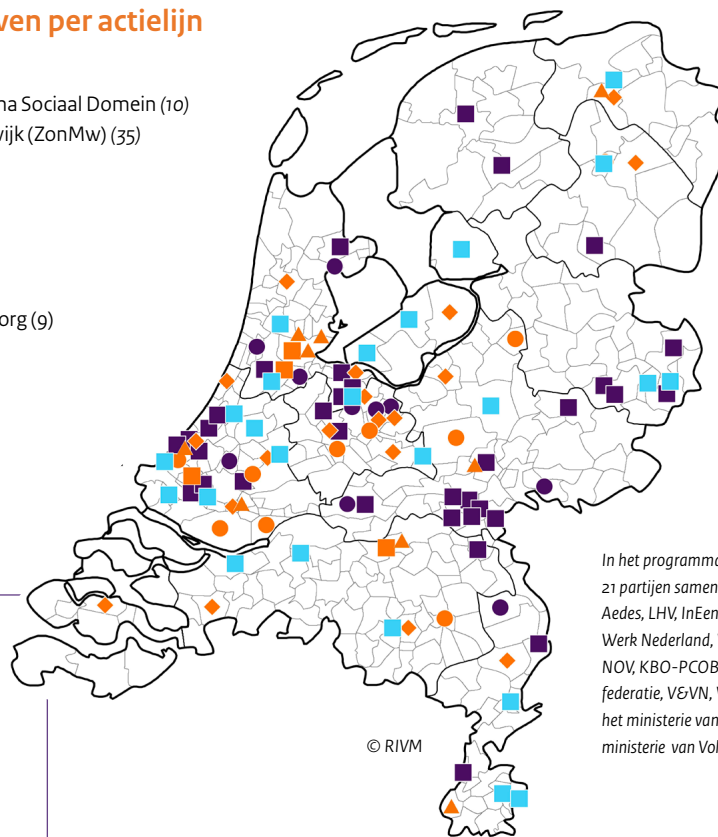 ven per actielijn
na Sociaal Domein (10)
vijk (ZonMw) (35)
org (9)
In het programma
21 partijen samen
Aedes, LHV, InEen
Werk Nederland,
NOV, KBO-PCOB
federatie, V&VN,
het ministerie van
ministerie van Vol
© RIVM